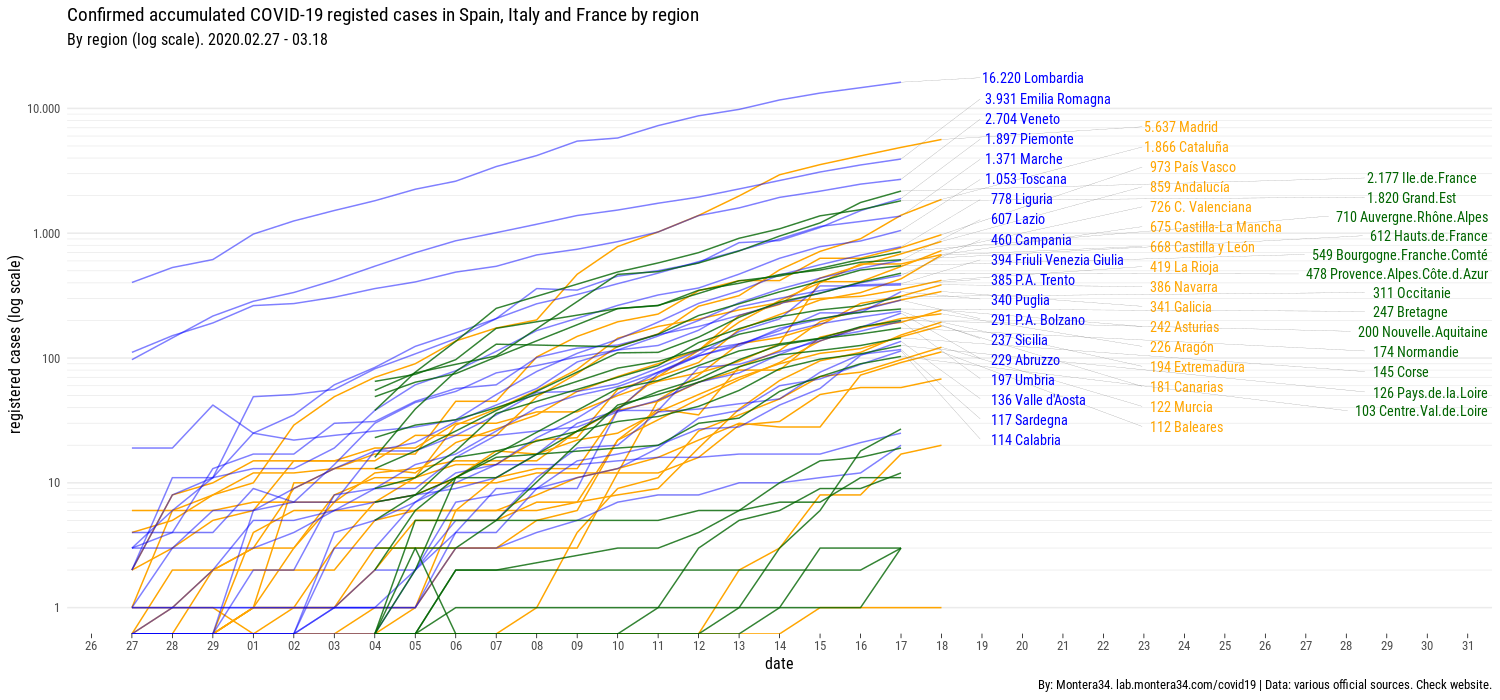 Confirmed accumulated COVID-19 registed cases in Spain, Italy and France by region
By region (log scale). 2020.02.27 - 03.18
registered cases (log scale)
10.000
1.000
100
10
1
16.220 Lombardia
3.931 Emilia Romagna
2.704 Veneto
1.897 Piemonte
1.371 Marche
1.053 Toscana
778 Liguria
607 Lazio
460 Campania
394 Friuli Venezia Giulia
385 P.A. Trento
340 Puglia
291 P.A. Bolzano
237 Sicilia
229 Abruzzo
197 Umbria
136 Valle d'Aosta
117 Sardegna
114 Calabria
5.637 Madrid
1.866 Cataluña
973 País Vasco
859 Andalucía
726 C. Valenciana
675 Castilla-La Mancha
668 Castilla y León
419 La Rioja
386 Navarra
341 Galicia
242 Asturias
226 Aragón
194 Extremadura
181 Canarias
122 Murcia
112 Baleares
2.177 Ile.de.France
1.820 Grand.Est
710 Auvergne.Rhône.Alpes
612 Hauts.de.France
549 Bourgogne.Franche.Comté
478 Provence.Alpes.Côte.d.Azur
311 Occitanie
247 Bretagne
200 Nouvelle.Aquitaine
174 Normandie
145 Corse
126 Pays.de.la.Loire
103 Centre.Val.de.Loire
26 27 28 29 01 02 03 04 05 06 07 08 09 10 11 12 13 14 15 16 17 18 19 20 21 22 23 24 25 26 27 28 29 30 31
date
By: Montera34. lab.montera34.com/covid19 | Data: various official sources. Check website.